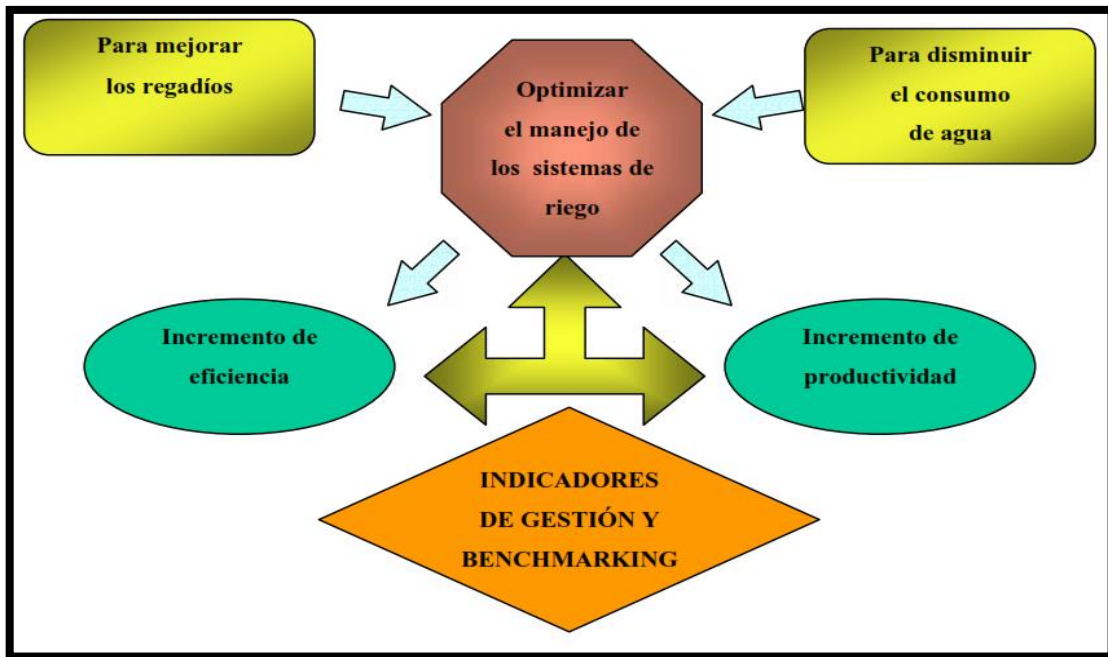 Para mejorar
los regadíos
Optimizar
el manejo de
los sistemas de
riego
Para disminuir
el consumo
de agua
Incremento de
eficiencia
Incremento de
productividad
INDICADORES
DE GESTIÓN Y
BENCHMARKING